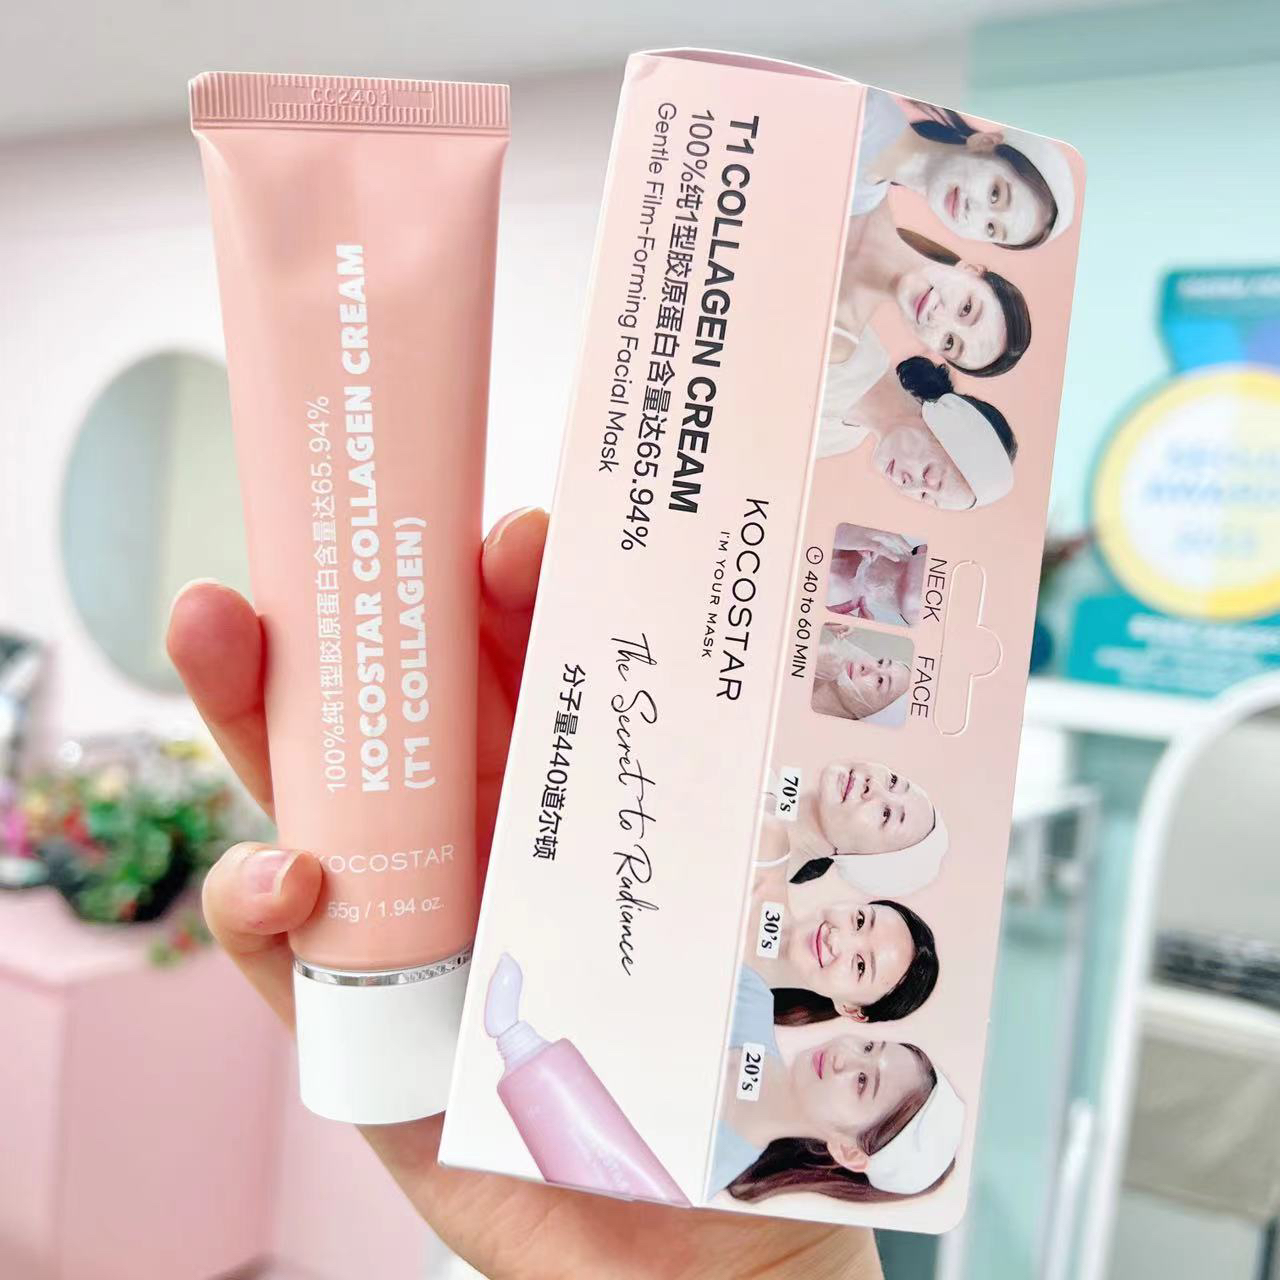 CC2401
100%纯1型胶原蛋白含量达65.94%
KOCOSTAR COLLAGEN CREAM
(T1 COLLAGEN)
KOCOSTAR
55g / 1.94 oz.
T1 COLLAGEN CREAM
100%纯1型胶原蛋白含量达65.94%
Gentle Film-Forming Facial Mask
KOCOSTAR
I'M YOUR MASK
The Secret to Radiance
分子量440道尔顿
NECK
FACE
40 to 60 MIN
70's
30's
20's